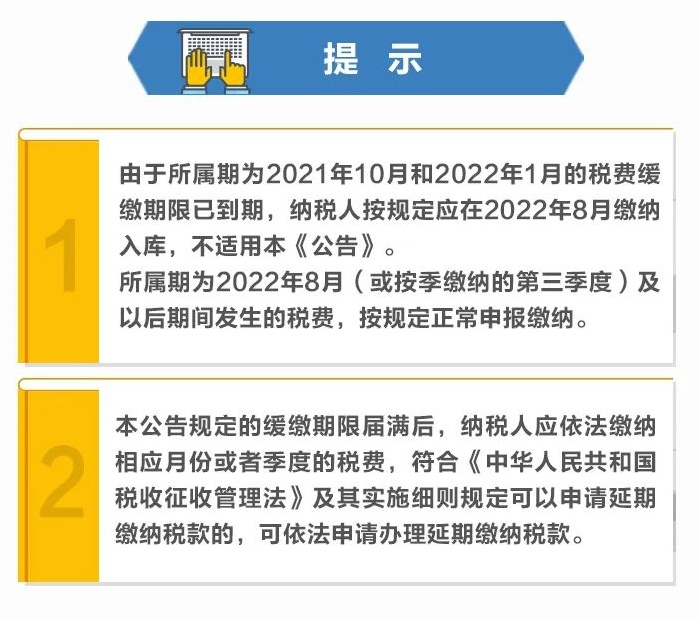 提 示
1
由于所属期为2021年10月和2022年1月的税费缓
缴期限已到期，纳税人按规定应在2022年8月缴纳
入库，不适用本《公告》。
所属期为2022年8月（或按季缴纳的第三季度）及
以后期间发生的税费，按规定正常申报缴纳。
2
本公告规定的缓缴期限届满后，纳税人应依法缴纳
相应月份或者季度的税费，符合《中华人民共和国
税收征收管理法》及其实施细则规定可以申请延期
缴纳税款的，可依法申请办理延期缴纳税款。